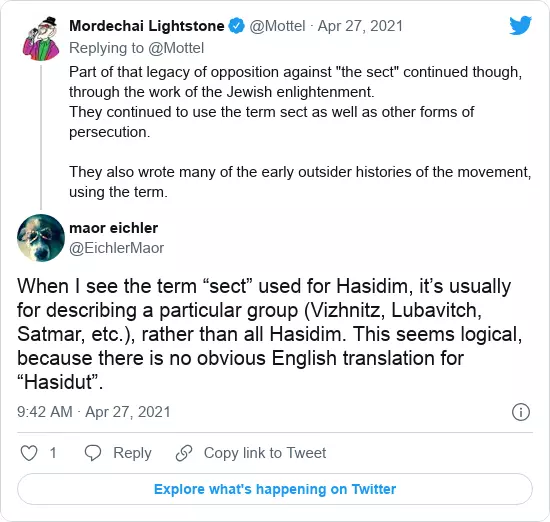 Mordechai Lightstone @Mottel · Apr 27, 2021
Replying to @Mottel
Part of that legacy of opposition against "the sect" continued though,
through the work of the Jewish enlightenment.
They continued to use the term sect as well as other forms of
persecution.
They also wrote many of the early outsider histories of the movement,
using the term.
maor eichler
@EichlerMaor
When I see the term “sect” used for Hasidim, it’s usually
for describing a particular group (Vizhnitz, Lubavitch,
Satmar, etc.), rather than all Hasidim. This seems logical,
because there is no obvious English translation for
“Hasidut”.
9:42 AM · Apr 27, 2021
1 Reply Copy link to Tweet
Explore what's happening on Twitter